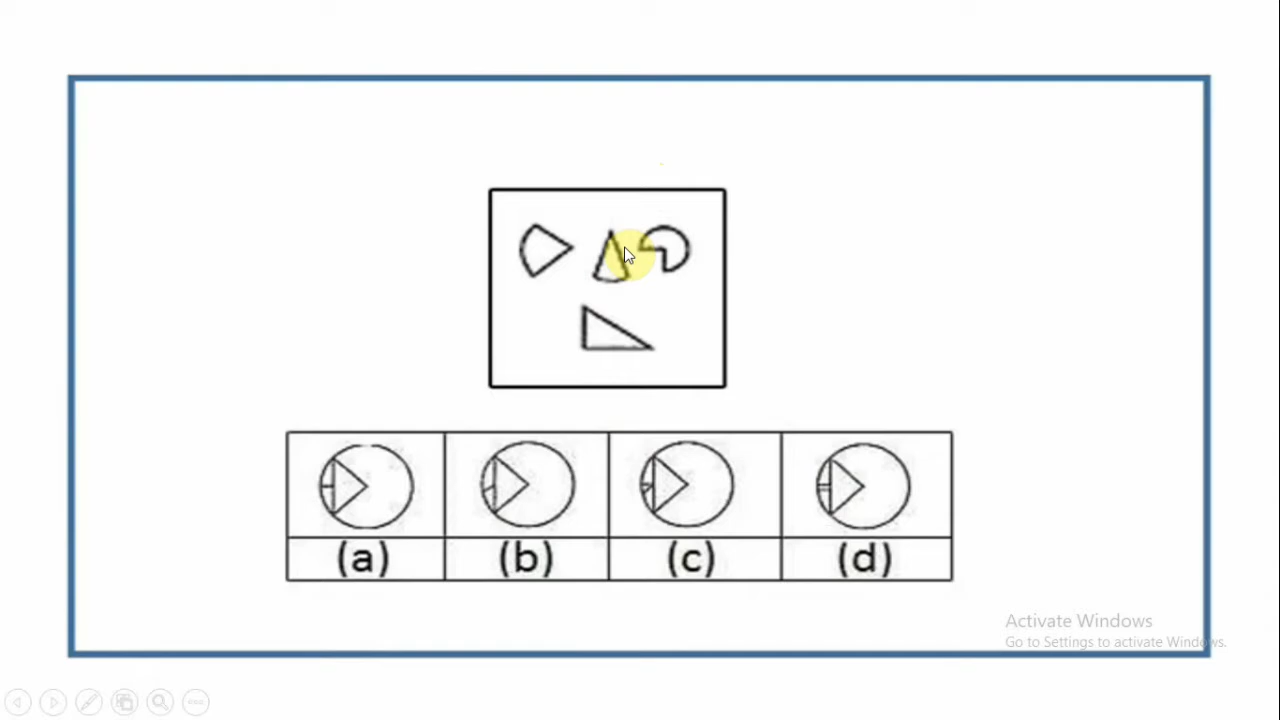 (a) (b) (c) (d)
Activate Windows
Go to Settings to activate Windows.